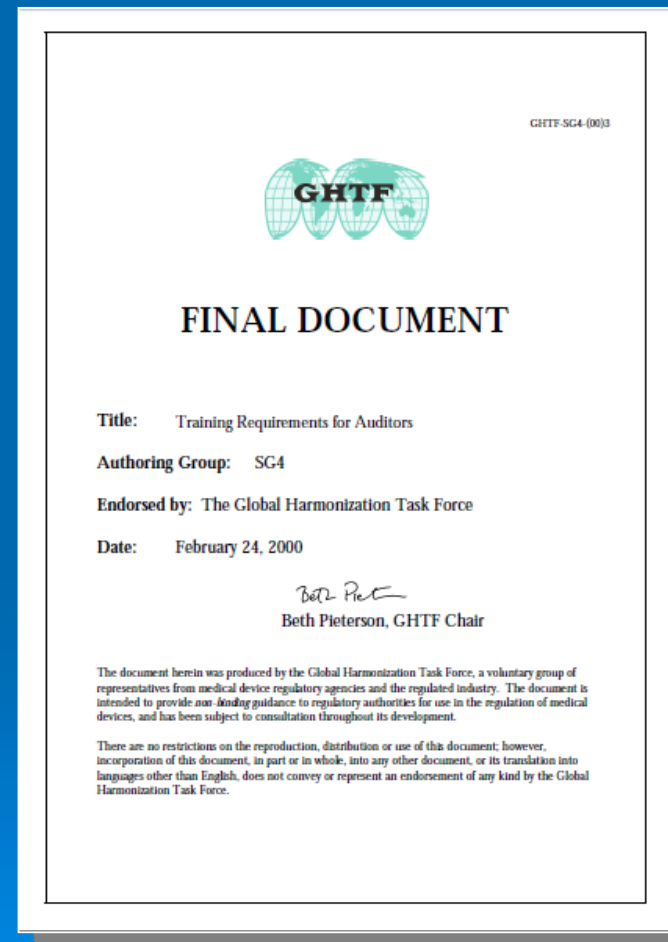 GHTF-SG4-(00)3
GHTF
FINAL DOCUMENT
Title: Training Requirements for Auditors
Authoring Group: SG4
Endorsed by: The Global Harmonization Task Force
Date: February 24, 2000
Beth Pieterson, GHTF Chair
The document herein was produced by the Global Harmonization Task Force, a voluntary group of
representatives from medical device regulatory agencies and the regulated industry. The document is
intended to provide non-binding guidance to regulatory authorities for use in the regulation of medical
devices, and has been subject to consultation throughout its development.
There are no restrictions on the reproduction, distribution or use of this document; however,
incorporation of this document, in part or in whole, into any other document, or its translation into
languages other than English, does not convey or represent an endorsement of any kind by the Global
Harmonization Task Force.